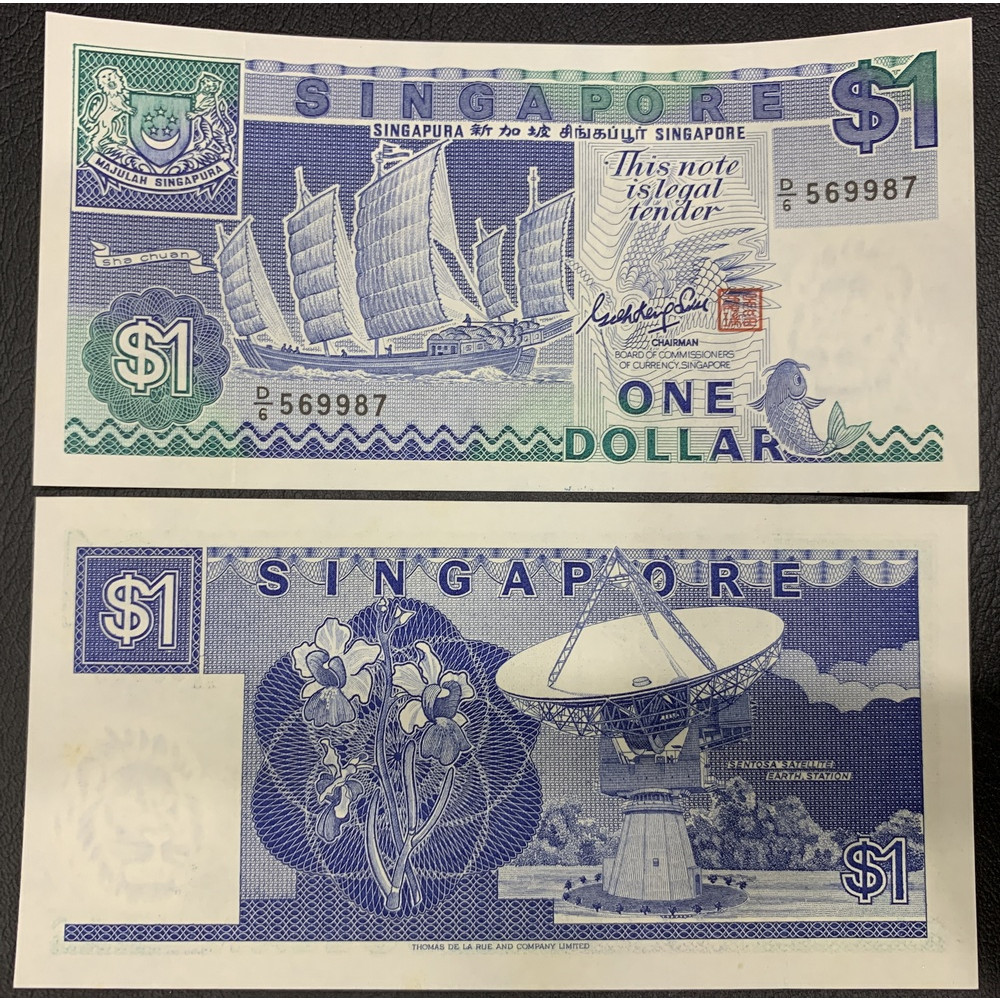 SINGAPORE
$1
SINGAPURA 新加坡 சிங்கப்பூர் SINGAPORE
MAJULAH SINGAPURA
This note
is legal
tender
D/6 569987
sha chuan
$1
CHAIRMAN
BOARD OF COMMISSIONERS
OF CURRENCY, SINGAPORE
D/6 569987
ONE
DOLLAR
$1
SINGAPORE
SENTOSA SATELLITE
EARTH STATION
$1
THOMAS DE LA RUE AND COMPANY LIMITED